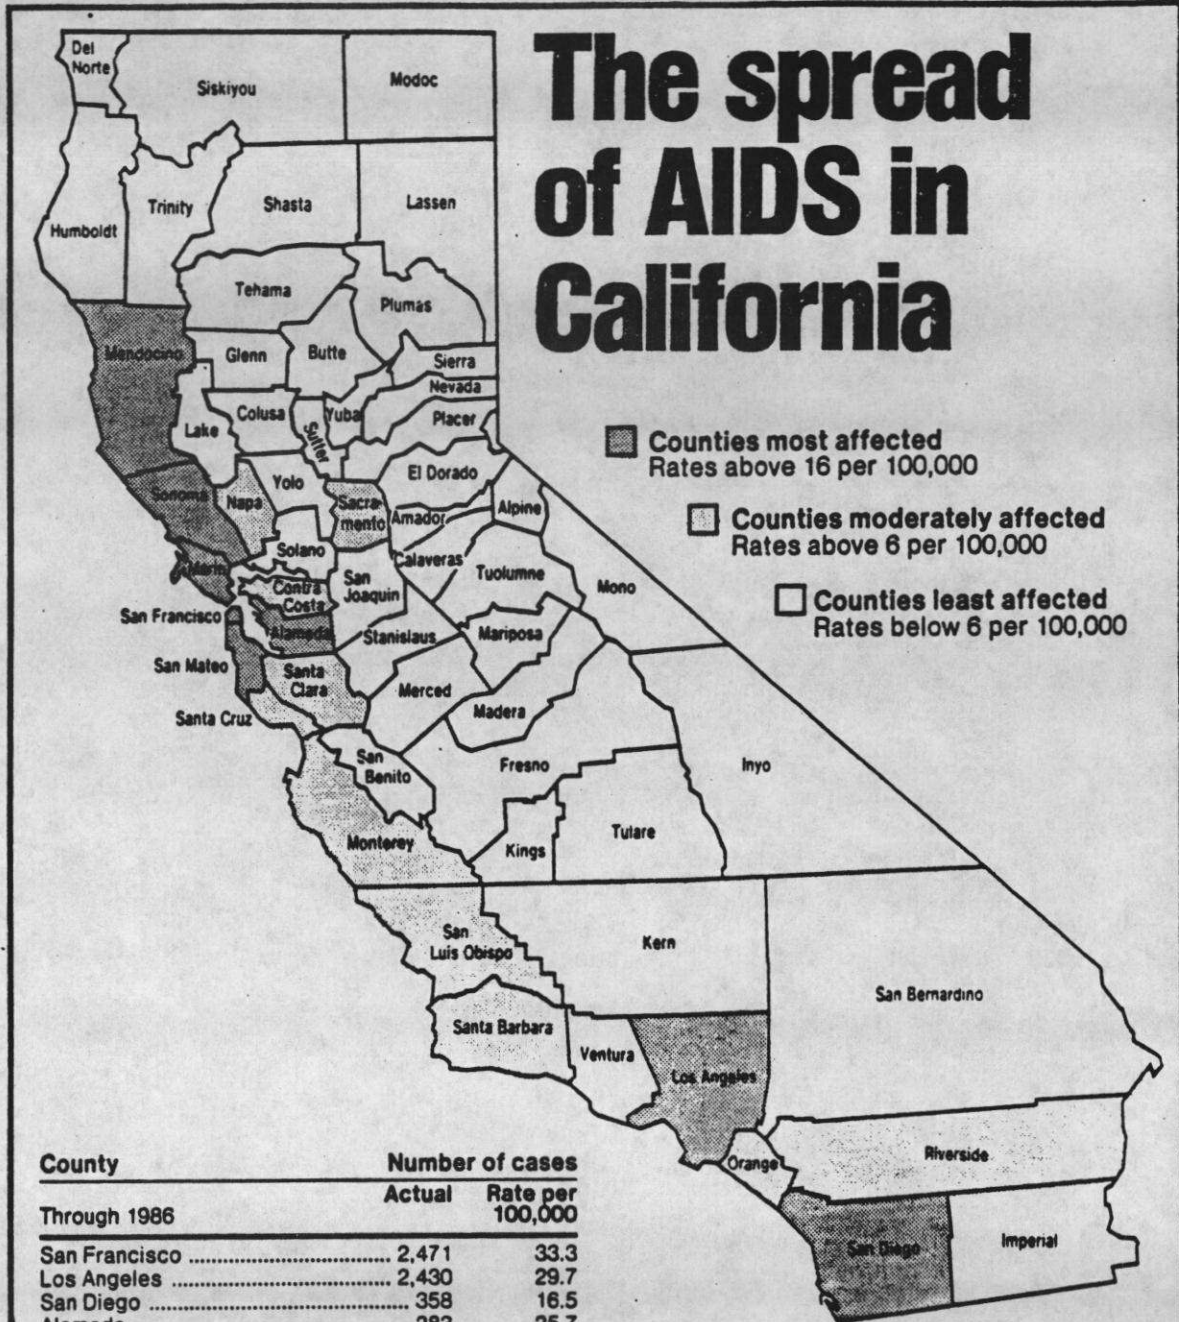 The spread
of AIDS in
California
Counties most affected
Rates above 16 per 100,000
Counties moderately affected
Rates above 6 per 100,000
Counties least affected
Rates below 6 per 100,000
Del
Norte
Siskiyou
Modoc
Humboldt
Trinity
Shasta
Lassen
Tehama
Plumas
Mendocino
Glenn
Butte
Sierra
Nevada
Lake
Colusa
Sutter
Yuba
Placer
El Dorado
Sonoma
Napa
Yolo
Sacra-
mento
Amador
Alpine
Solano
Calaveras
Marin
Contra
Costa
San
Joaquin
Tuolumne
Mono
San Francisco
Alameda
Stanislaus
Mariposa
San Mateo
Santa
Clara
Merced
Madera
Santa Cruz
San
Benito
Fresno
Inyo
Monterey
Kings
Tulare
San
Luis Obispo
Kern
San Bernardino
Santa Barbara
Ventura
Los Angeles
Orange
Riverside
San Diego
Imperial
County Number of cases
Through 1986 Actual Rate per
100,000
San Francisco ................................ 2,471 33.3
Los Angeles .................................. 2,430 29.7
San Diego ...................................... 358 16.5